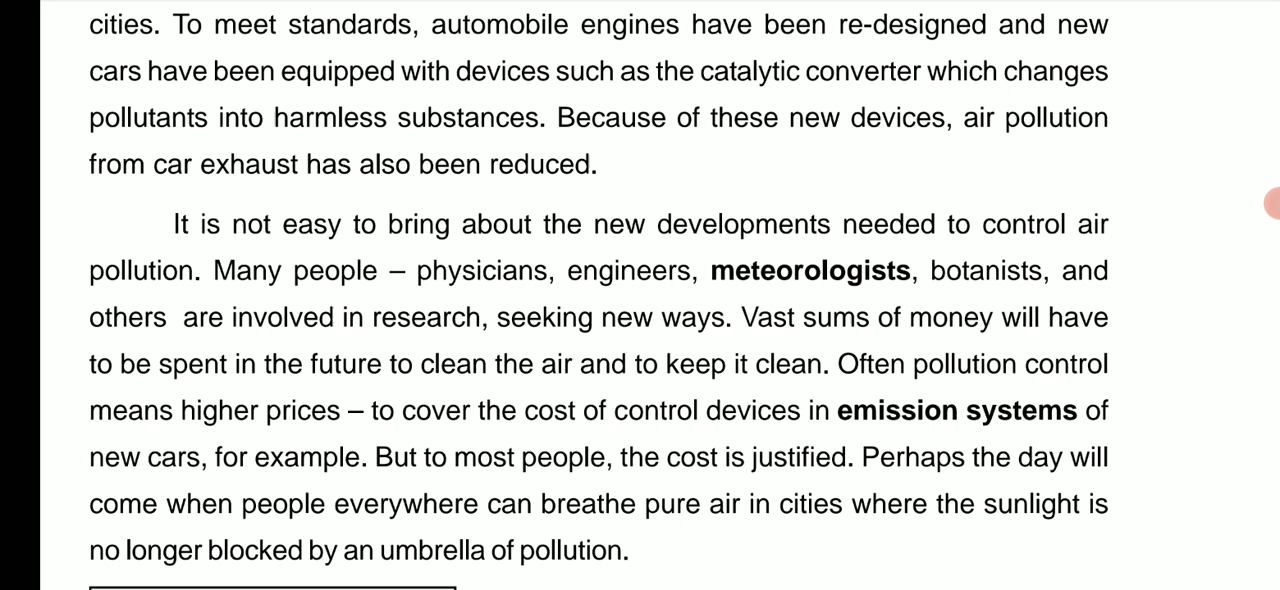 cities. To meet standards, automobile engines have been re-designed and new
cars have been equipped with devices such as the catalytic converter which changes
pollutants into harmless substances. Because of these new devices, air pollution
from car exhaust has also been reduced.
It is not easy to bring about the new developments needed to control air
pollution. Many people – physicians, engineers, meteorologists, botanists, and
others are involved in research, seeking new ways. Vast sums of money will have
to be spent in the future to clean the air and to keep it clean. Often pollution control
means higher prices – to cover the cost of control devices in emission systems of
new cars, for example. But to most people, the cost is justified. Perhaps the day will
come when people everywhere can breathe pure air in cities where the sunlight is
no longer blocked by an umbrella of pollution.